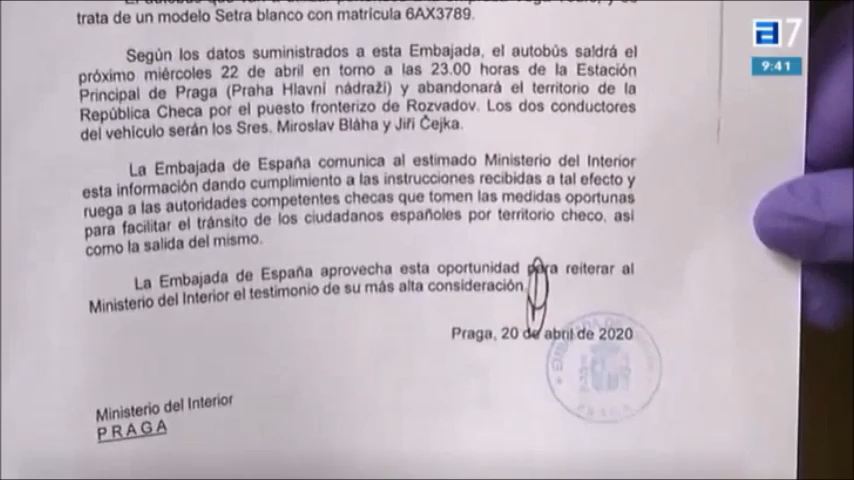 trata de un modelo Setra blanco con matrícula 6AX3789.
Según los datos suministrados a esta Embajada, el autobús saldrá el
próximo miércoles 22 de abril en torno a las 23.00 horas de la Estación
Principal de Praga (Praha Hlavní nádraží) y abandonará el territorio de la
República Checa por el puesto fronterizo de Rozvadov. Los dos conductores
del vehículo serán los Sres. Miroslav Bláha y Jiří Čejka.
La Embajada de España comunica al estimado Ministerio del Interior
esta información dando cumplimiento a las instrucciones recibidas a tal efecto y
ruega a las autoridades competentes checas que tomen las medidas oportunas
para facilitar el tránsito de los ciudadanos españoles por territorio checo, así
como la salida del mismo.
La Embajada de España aprovecha esta oportunidad para reiterar al
Ministerio del Interior el testimonio de su más alta consideración.
Praga, 20 de abril de 2020
EMBAJADA DE
PRAGA
Ministerio del Interior
PRAGA
a7
9:41